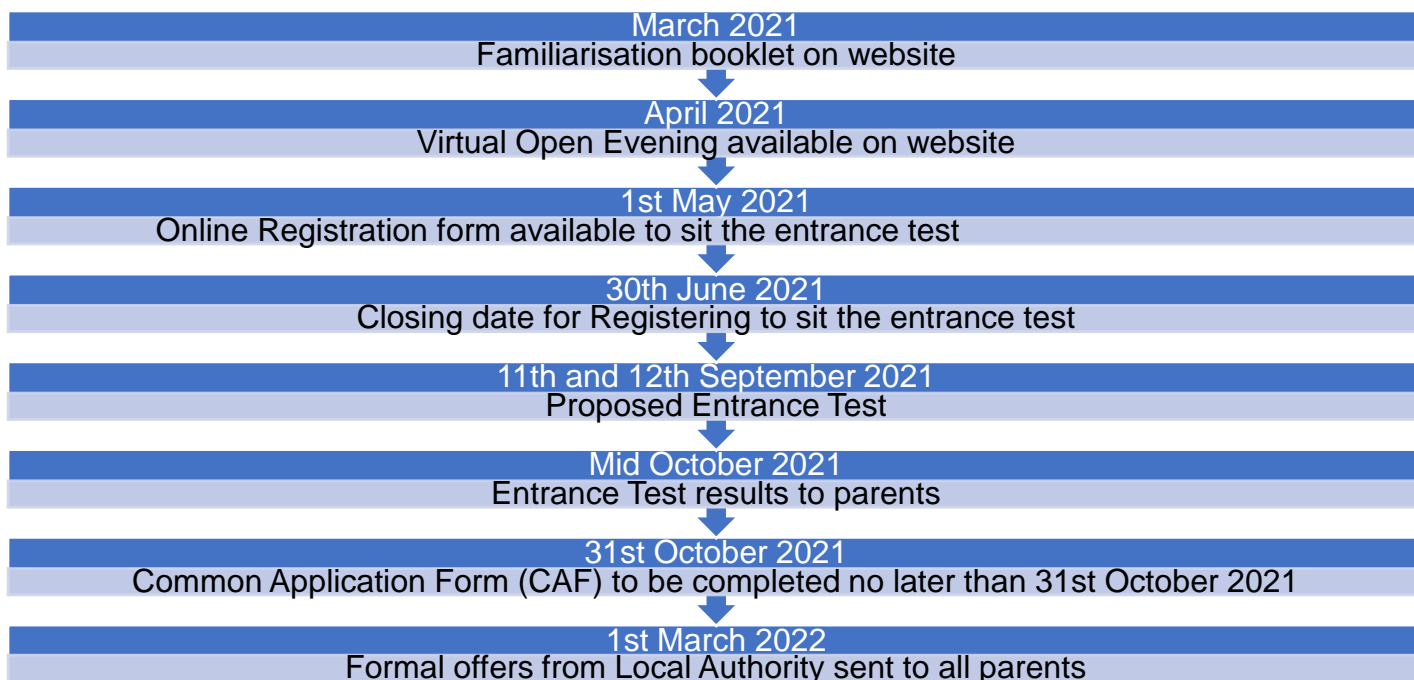 March 2021
Familiarisation booklet on website
April 2021
Virtual Open Evening available on website
1st May 2021
Online Registration form available to sit the entrance test
30th June 2021
Closing date for Registering to sit the entrance test
11th and 12th September 2021
Proposed Entrance Test
Mid October 2021
Entrance Test results to parents
31st October 2021
Common Application Form (CAF) to be completed no later than 31st October 2021
1st March 2022
Formal offers from Local Authority sent to all parents